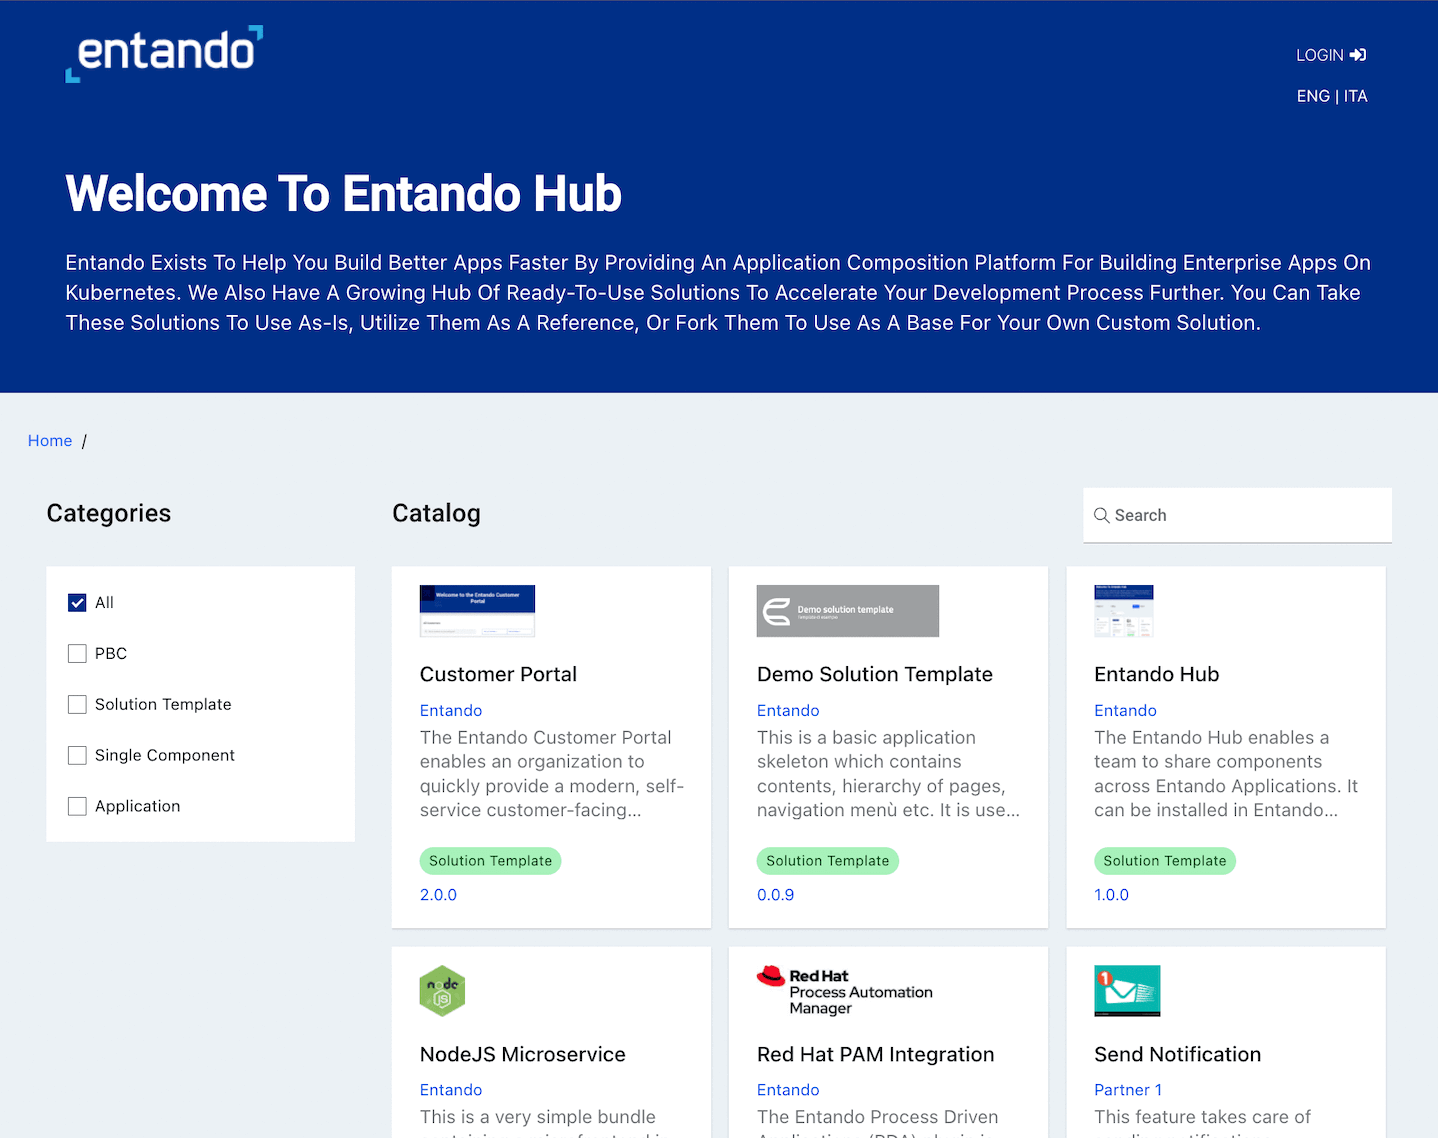 entando
LOGIN
ENG | ITA
Welcome To Entando Hub
Entando Exists To Help You Build Better Apps Faster By Providing An Application Composition Platform For Building Enterprise Apps On
Kubernetes. We Also Have A Growing Hub Of Ready-To-Use Solutions To Accelerate Your Development Process Further. You Can Take
These Solutions To Use As-Is, Utilize Them As A Reference, Or Fork Them To Use As A Base For Your Own Custom Solution.
Home /
Categories
All
PBC
Solution Template
Single Component
Application
Catalog
Search
Welcome to the Entando Customer
Portal
Customer Portal
Entando
The Entando Customer Portal
enables an organization to
quickly provide a modern, self-
service customer-facing...
Solution Template
2.0.0
Demo solution template
Demo Solution Template
Entando
This is a basic application
skeleton which contains
contents, hierarchy of pages,
navigation menù etc. It is use...
Solution Template
0.0.9
Entando Hub
Entando
The Entando Hub enables a
team to share components
across Entando Applications. It
can be installed in Entando...
Solution Template
1.0.0
node
JS
NodeJS Microservice
Entando
This is a very simple bundle
Red Hat
Process Automation
Manager
Red Hat PAM Integration
Entando
The Entando Process Driven
1
Send Notification
Partner 1
This feature takes care of